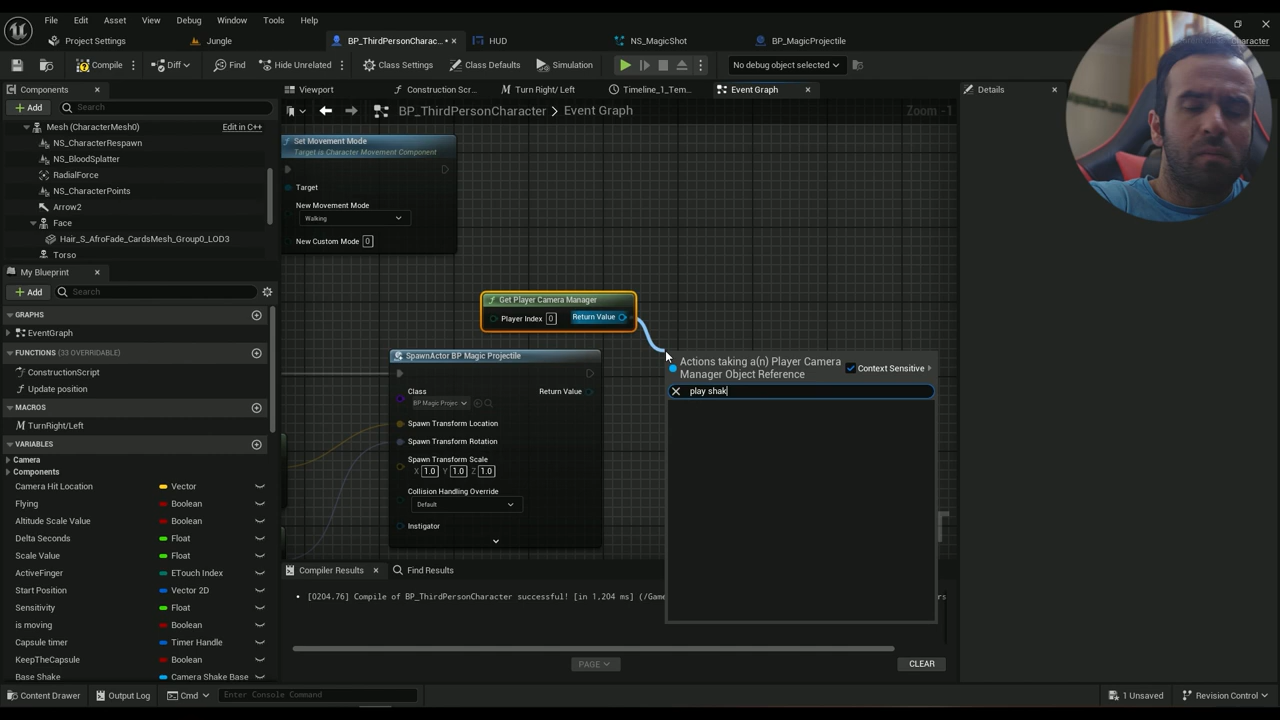 File Edit Asset View Debug Window Tools Help
Project Settings
Jungle
BP_ThirdPersonCharac...
HUD
NS_MagicShot
BP_MagicProjectile
Character
Compile
Diff
Find
Hide Unrelated
Class Settings
Class Defaults
Simulation
No debug object selected
Components
Add
Search
Mesh (CharacterMesh0)
Edit in C++
NS_CharacterRespawn
NS_BloodSplatter
RadialForce
NS_CharacterPoints
Arrow2
Face
Hair_S_AfroFade_CardsMesh_Group0_LOD3
Torso
My Blueprint
Add
Search
GRAPHS
EventGraph
FUNCTIONS (33 OVERRIDABLE)
ConstructionScript
Update position
MACROS
TurnRight/Left
VARIABLES
Camera
Components
Camera Hit Location Vector
Flying Boolean
Altitude Scale Value Boolean
Delta Seconds Float
Scale Value Float
ActiveFinger ETouch Index
Start Position Vector 2D
Sensitivity Float
is moving Boolean
Capsule timer Timer Handle
KeepTheCapsule Boolean
Base Shake Camera Shake Base
Viewport
Construction Scr...
Turn Right/ Left
Timeline_1_Tem...
Event Graph
BP_ThirdPersonCharacter > Event Graph
Zoom -1
Set Movement Mode
Target is Character Movement Component
Target
New Movement Mode
Walking
New Custom Mode 0
Get Player Camera Manager
Player Index 0
Return Value
SpawnActor BP Magic Projectile
Class
BP Magic Projec
Return Value
Spawn Transform Location
Spawn Transform Rotation
Spawn Transform Scale
X 1.0 Y 1.0 Z 1.0
Collision Handling Override
Default
Instigator
Actions taking a(n) Player Camera
Manager Object Reference
Context Sensitive
play shak
Details
Compiler Results
Find Results
[0204.76] Compile of BP_ThirdPersonCharacter successful! [in 1,204 ms] (/Game
PAGE
CLEAR
Content Drawer
Output Log
Cmd
Enter Console Command
1 Unsaved
Revision Control